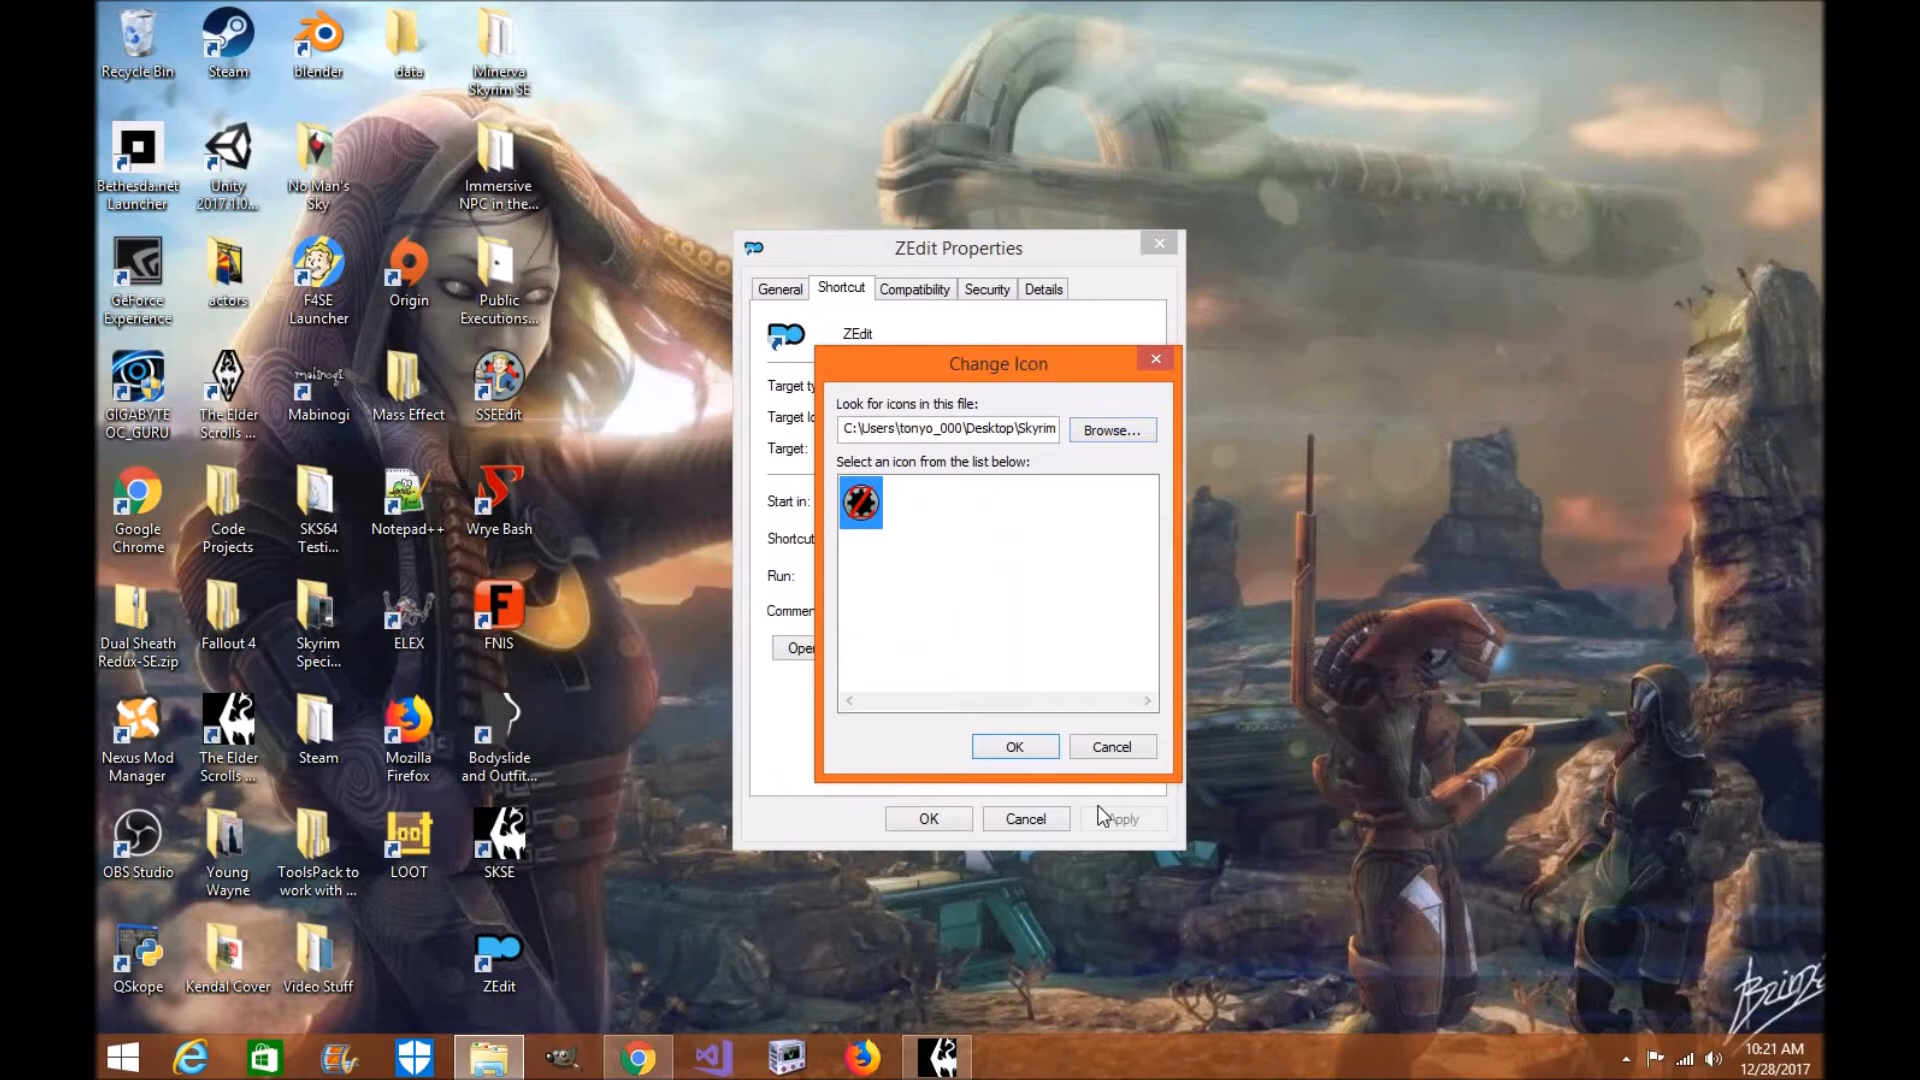 Recycle Bin
Steam
blender
data
Minerva
Skyrim SE
Bethesda.net
Launcher
Unity
2017.1.0...
No Man's
Sky
Immersive
NPC in the...
GeForce
Experience
actors
F4SE
Launcher
Origin
Public
Executions...
GIGABYTE
OC_GURU
The Elder
Scrolls ...
mabinogi
Mabinogi
Mass Effect
SSEEdit
Google
Chrome
Code
Projects
SKS64
Testi...
Notepad++
Wrye Bash
Dual Sheath
Redux-SE.zip
Fallout 4
Skyrim
Speci...
ELEX
F
FNIS
Nexus Mod
Manager
The Elder
Scrolls ...
Steam
Mozilla
Firefox
Bodyslide
and Outfit...
OBS Studio
Young
Wayne
ToolsPack to
work with ...
loot
LOOT
SKSE
QSkope
Kendal Cover
Video Stuff
ZEdit
ZEdit Properties
General
Shortcut
Compatibility
Security
Details
ZEdit
Target ty
Target lo
Target:
Start in:
Shortcut
Run:
Commer
Oper
Change Icon
Look for icons in this file:
C:\Users\tonyo_000\Desktop\Skyrim
Browse...
Select an icon from the list below:
OK
Cancel
OK
Cancel
Apply
10:21 AM
12/28/2017